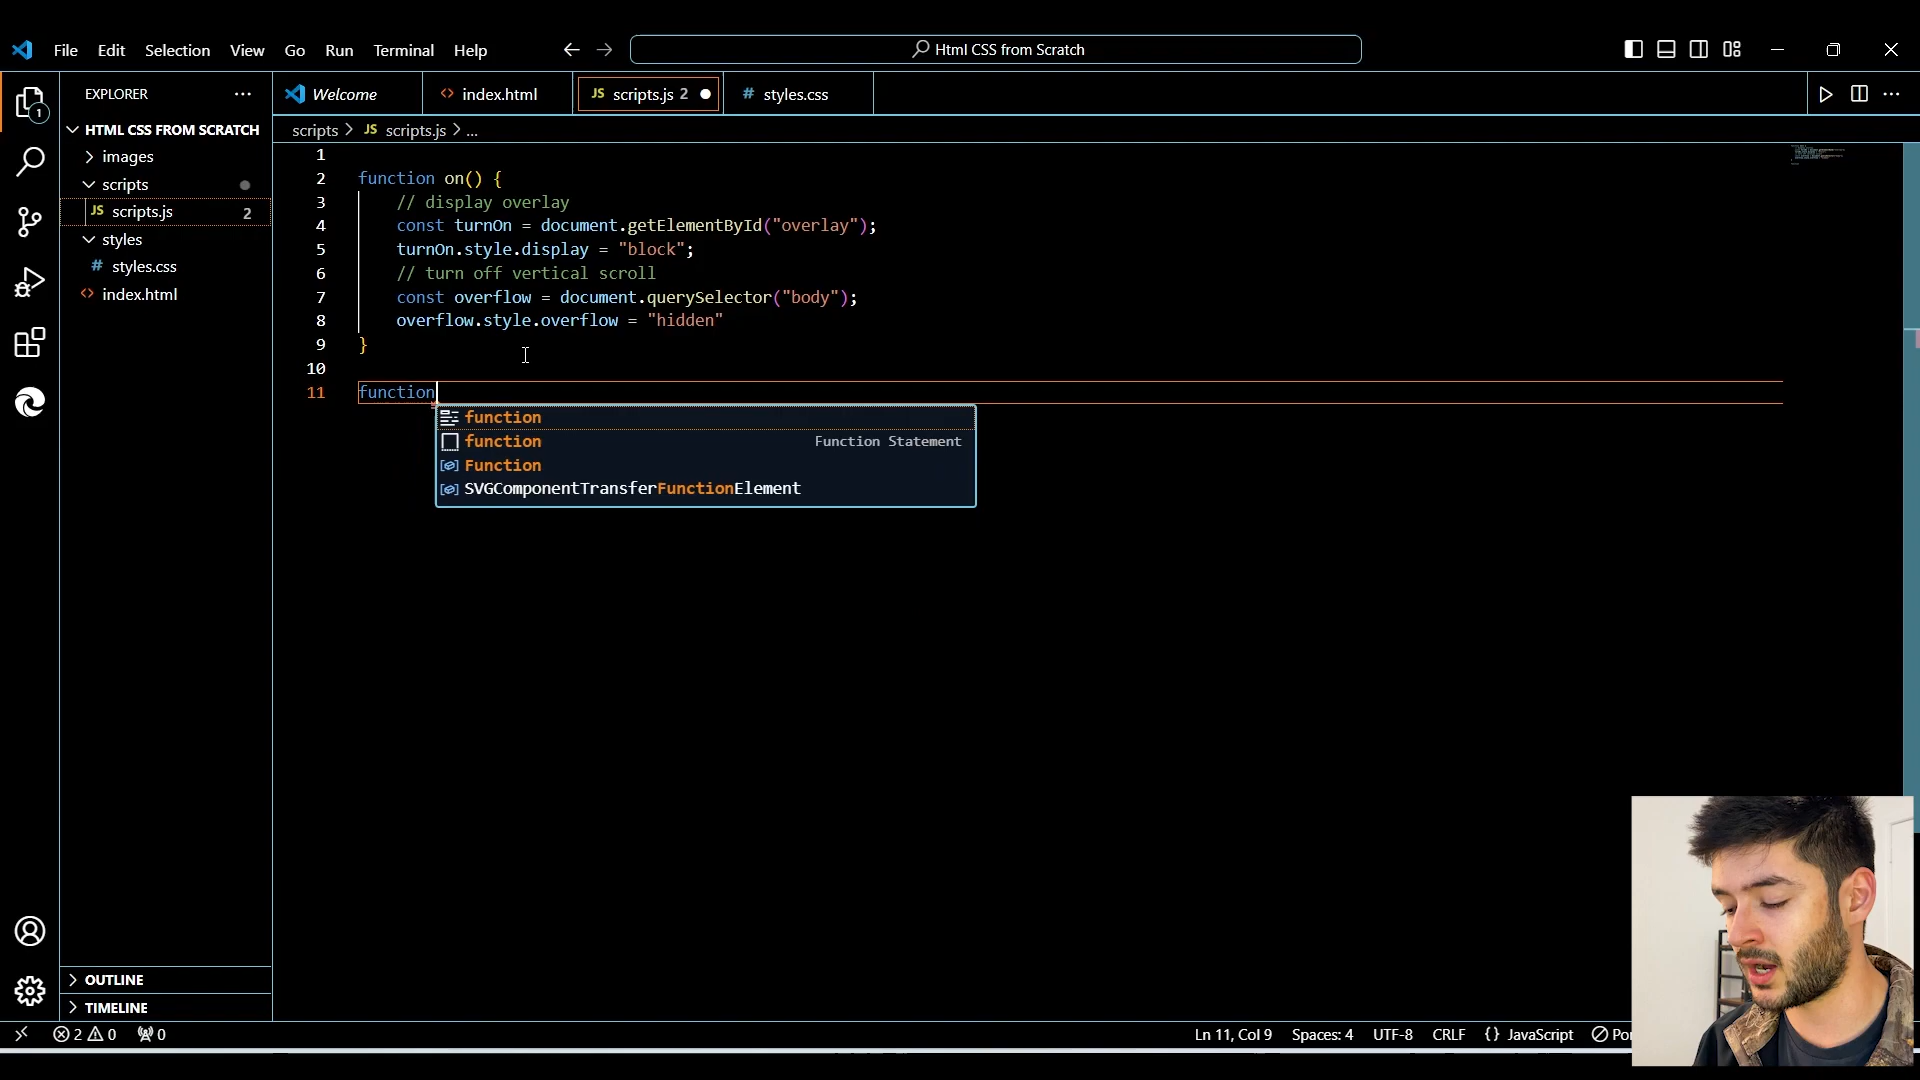 File Edit Selection View Go Run Terminal Help
Html CSS from Scratch
EXPLORER
Welcome
index.html
JS scripts.js 2
# styles.css
HTML CSS FROM SCRATCH
images
scripts
JS scripts.js 2
styles
# styles.css
index.html
OUTLINE
TIMELINE
scripts > JS scripts.js > ...
1
2 function on() {
3 // display overlay
4 const turnOn = document.getElementById("overlay");
5 turnOn.style.display = "block";
6 // turn off vertical scroll
7 const overflow = document.querySelector("body");
8 overflow.style.overflow = "hidden"
9 }
10
11 function
function
function Function Statement
Function
SVGComponentTransferFunctionElement
1
2 0 0
Ln 11, Col 9 Spaces: 4 UTF-8 CRLF {} JavaScript